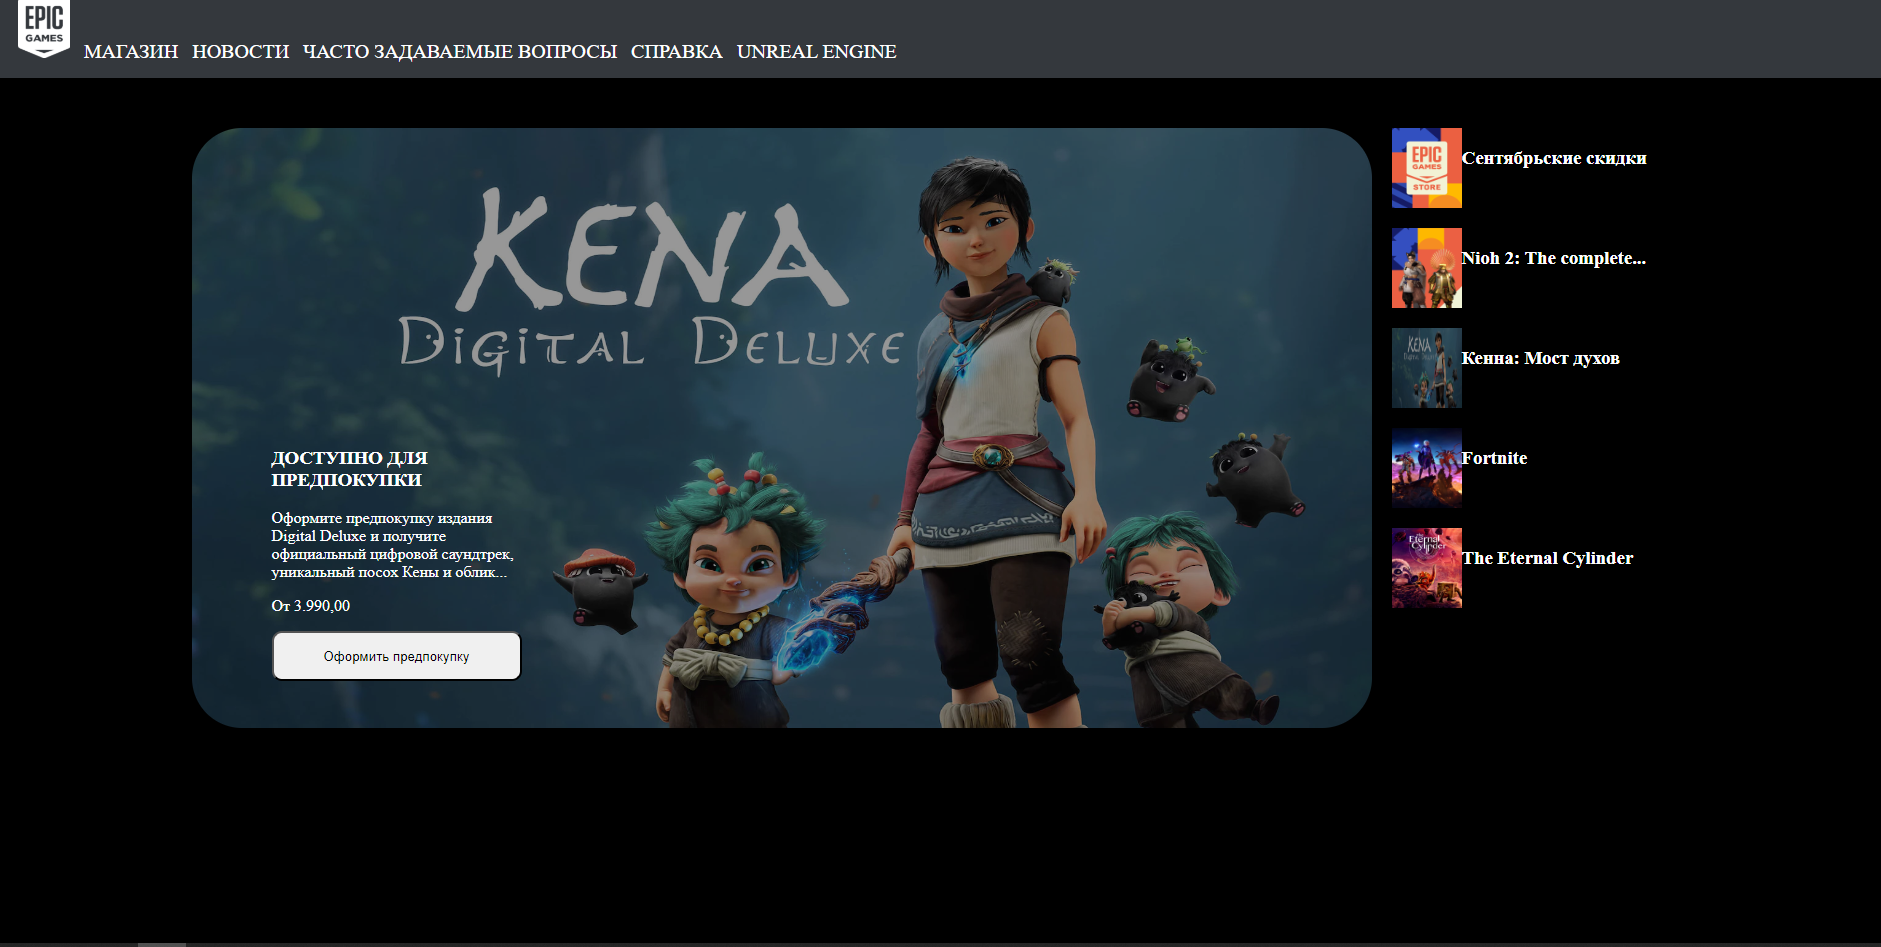 EPIC
GAMES
МАГАЗИН НОВОСТИ ЧАСТО ЗАДАВАЕМЫЕ ВОПРОСЫ СПРАВКА UNREAL ENGINE
KENA
DIGITAL DELUXE
ДОСТУПНО ДЛЯ
ПРЕДПОКУПКИ
Оформите предпокупку издания
Digital Deluxe и получите
официальный цифровой саундтрек,
уникальный посох Кены и облик...
От 3.990,00
Оформить предпокупку
EPIC
GAMES
STORE
Сентябрьские скидки
Nioh 2: The complete...
KENA
DIGITAL DELUXE
Кенна: Мост духов
Fortnite
Eternal
Cylinder
The Eternal Cylinder